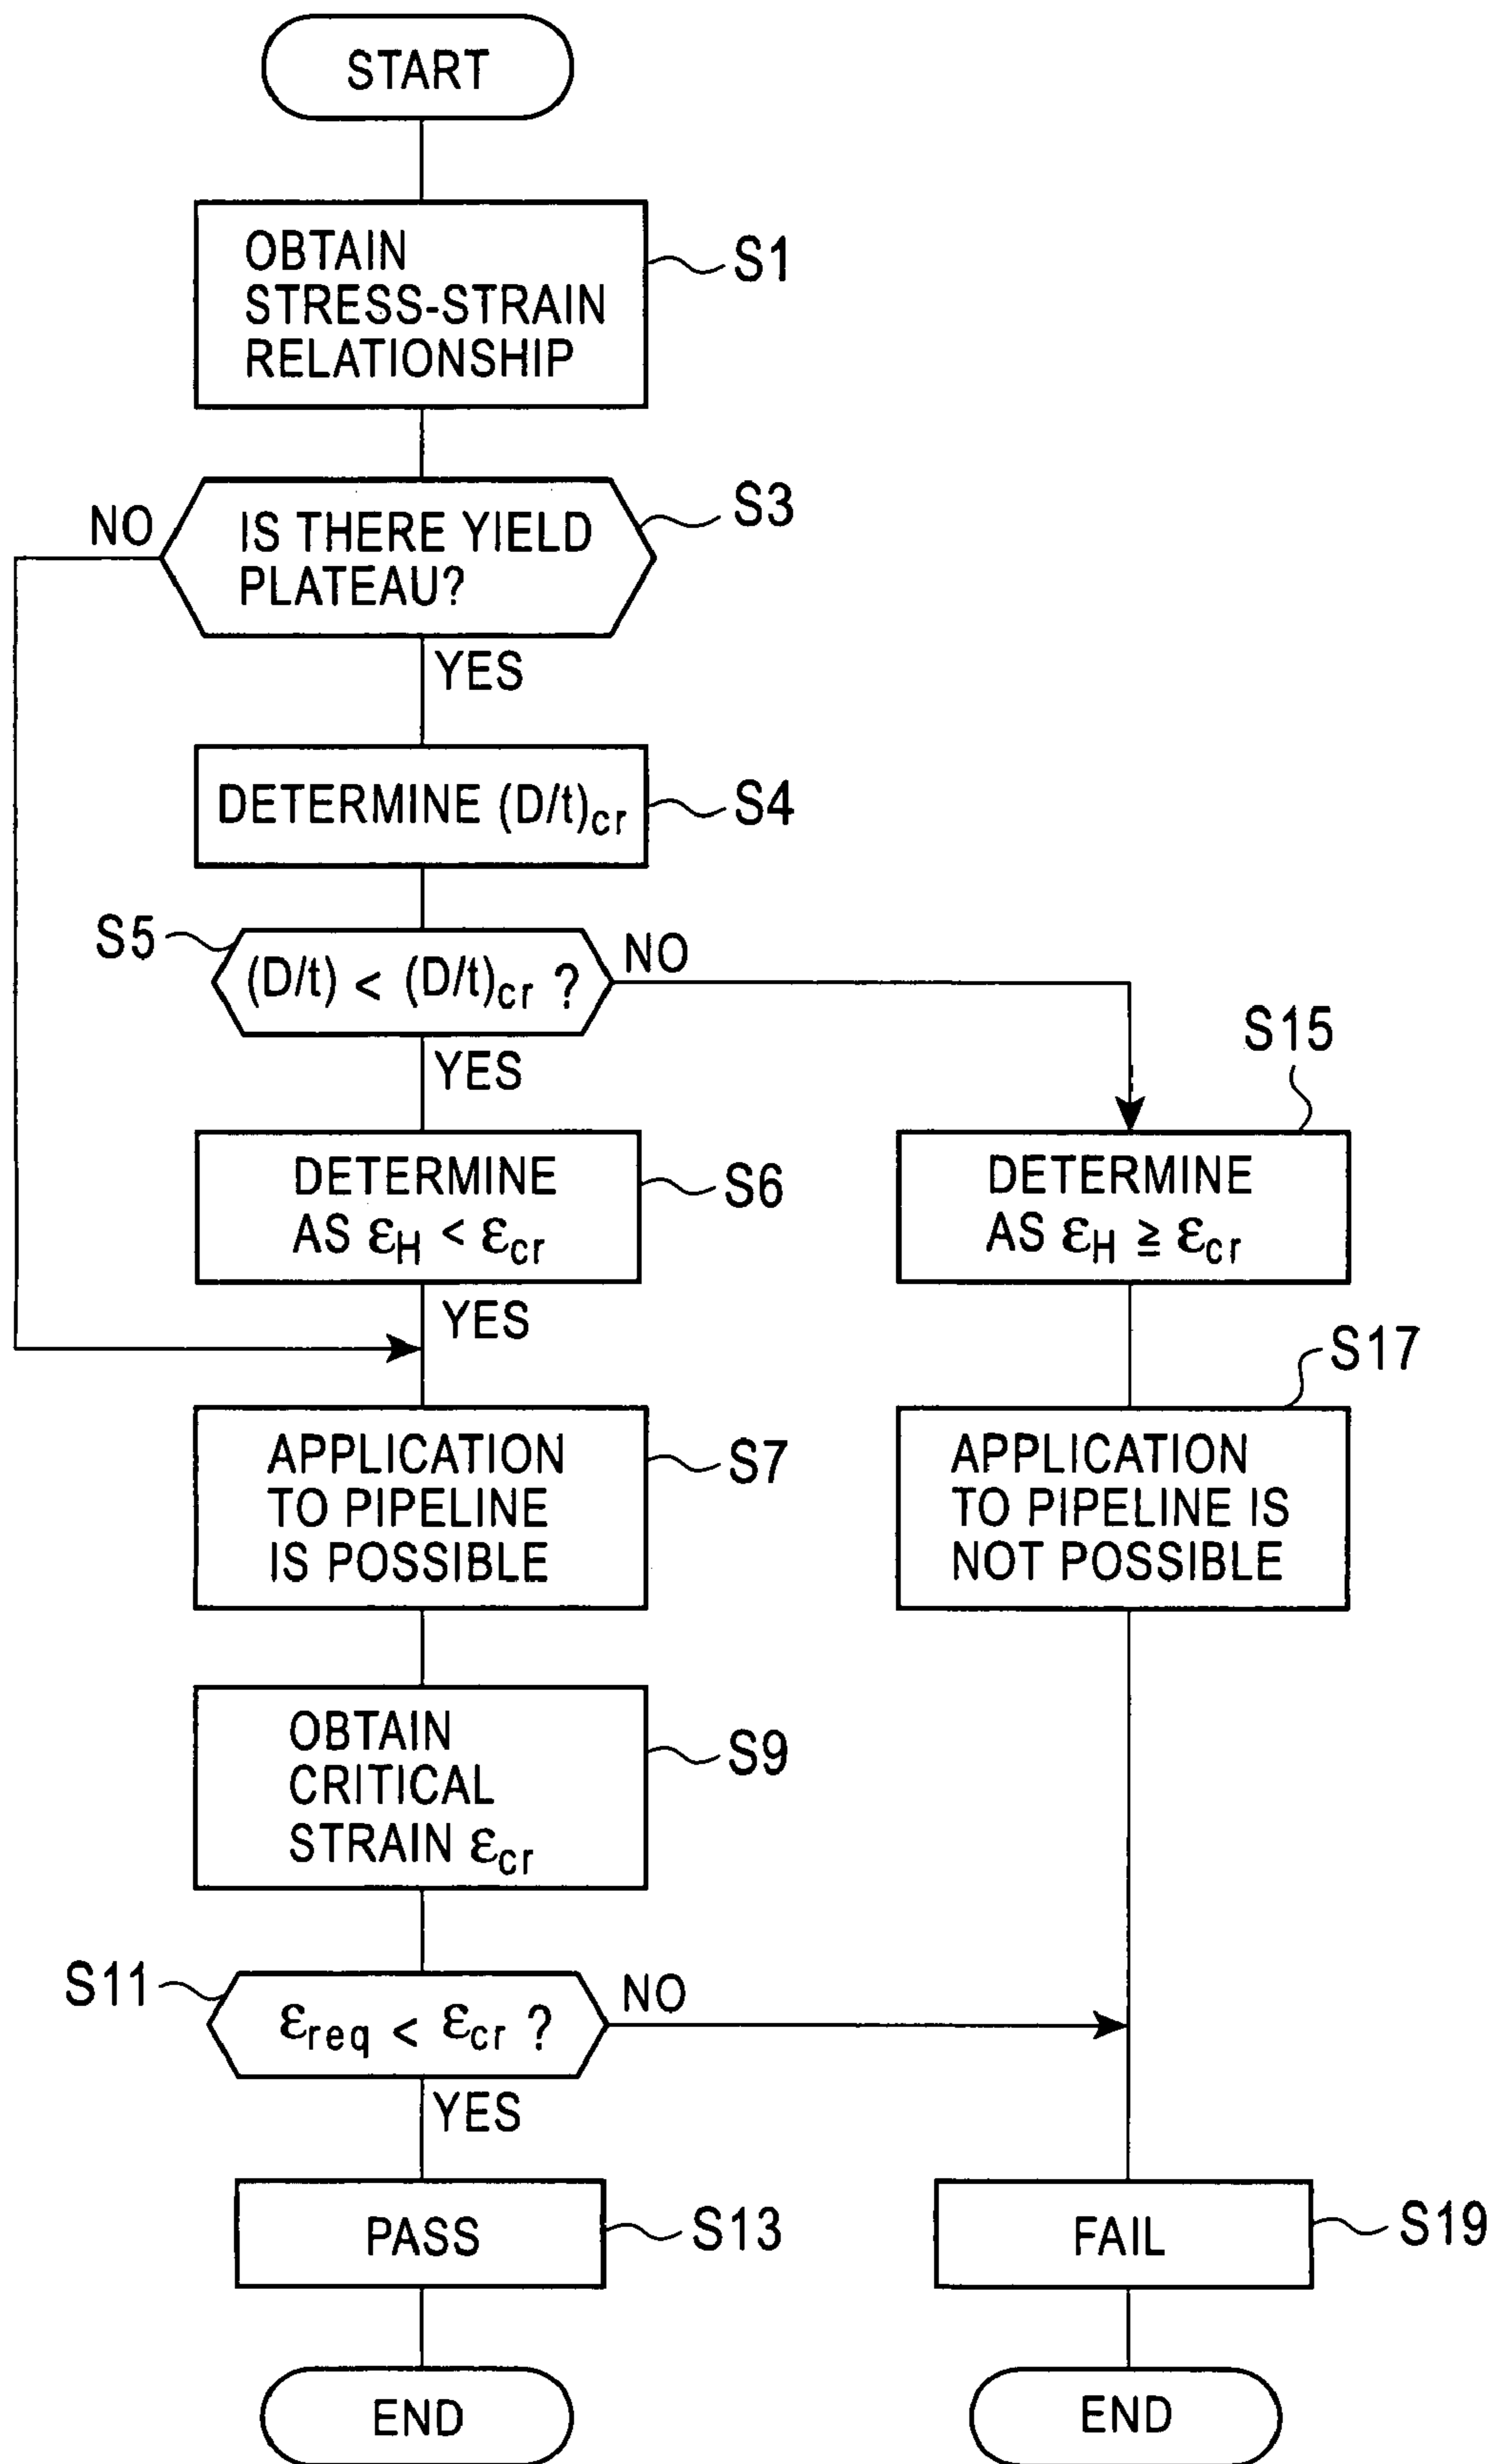 START
OBTAIN
STRESS-STRAIN
RELATIONSHIP
S1
NO
IS THERE YIELD
PLATEAU?
S3
YES
DETERMINE (D/t)cr
S4
S5
(D/t) < (D/t)cr ?
NO
YES
S15
DETERMINE
AS εH < εcr
S6
DETERMINE
AS εH ≧ εcr
YES
S17
APPLICATION
TO PIPELINE
IS POSSIBLE
S7
APPLICATION
TO PIPELINE IS
NOT POSSIBLE
OBTAIN
CRITICAL
STRAIN εcr
S9
S11
εreq < εcr ?
NO
YES
PASS
S13
FAIL
S19
END
END